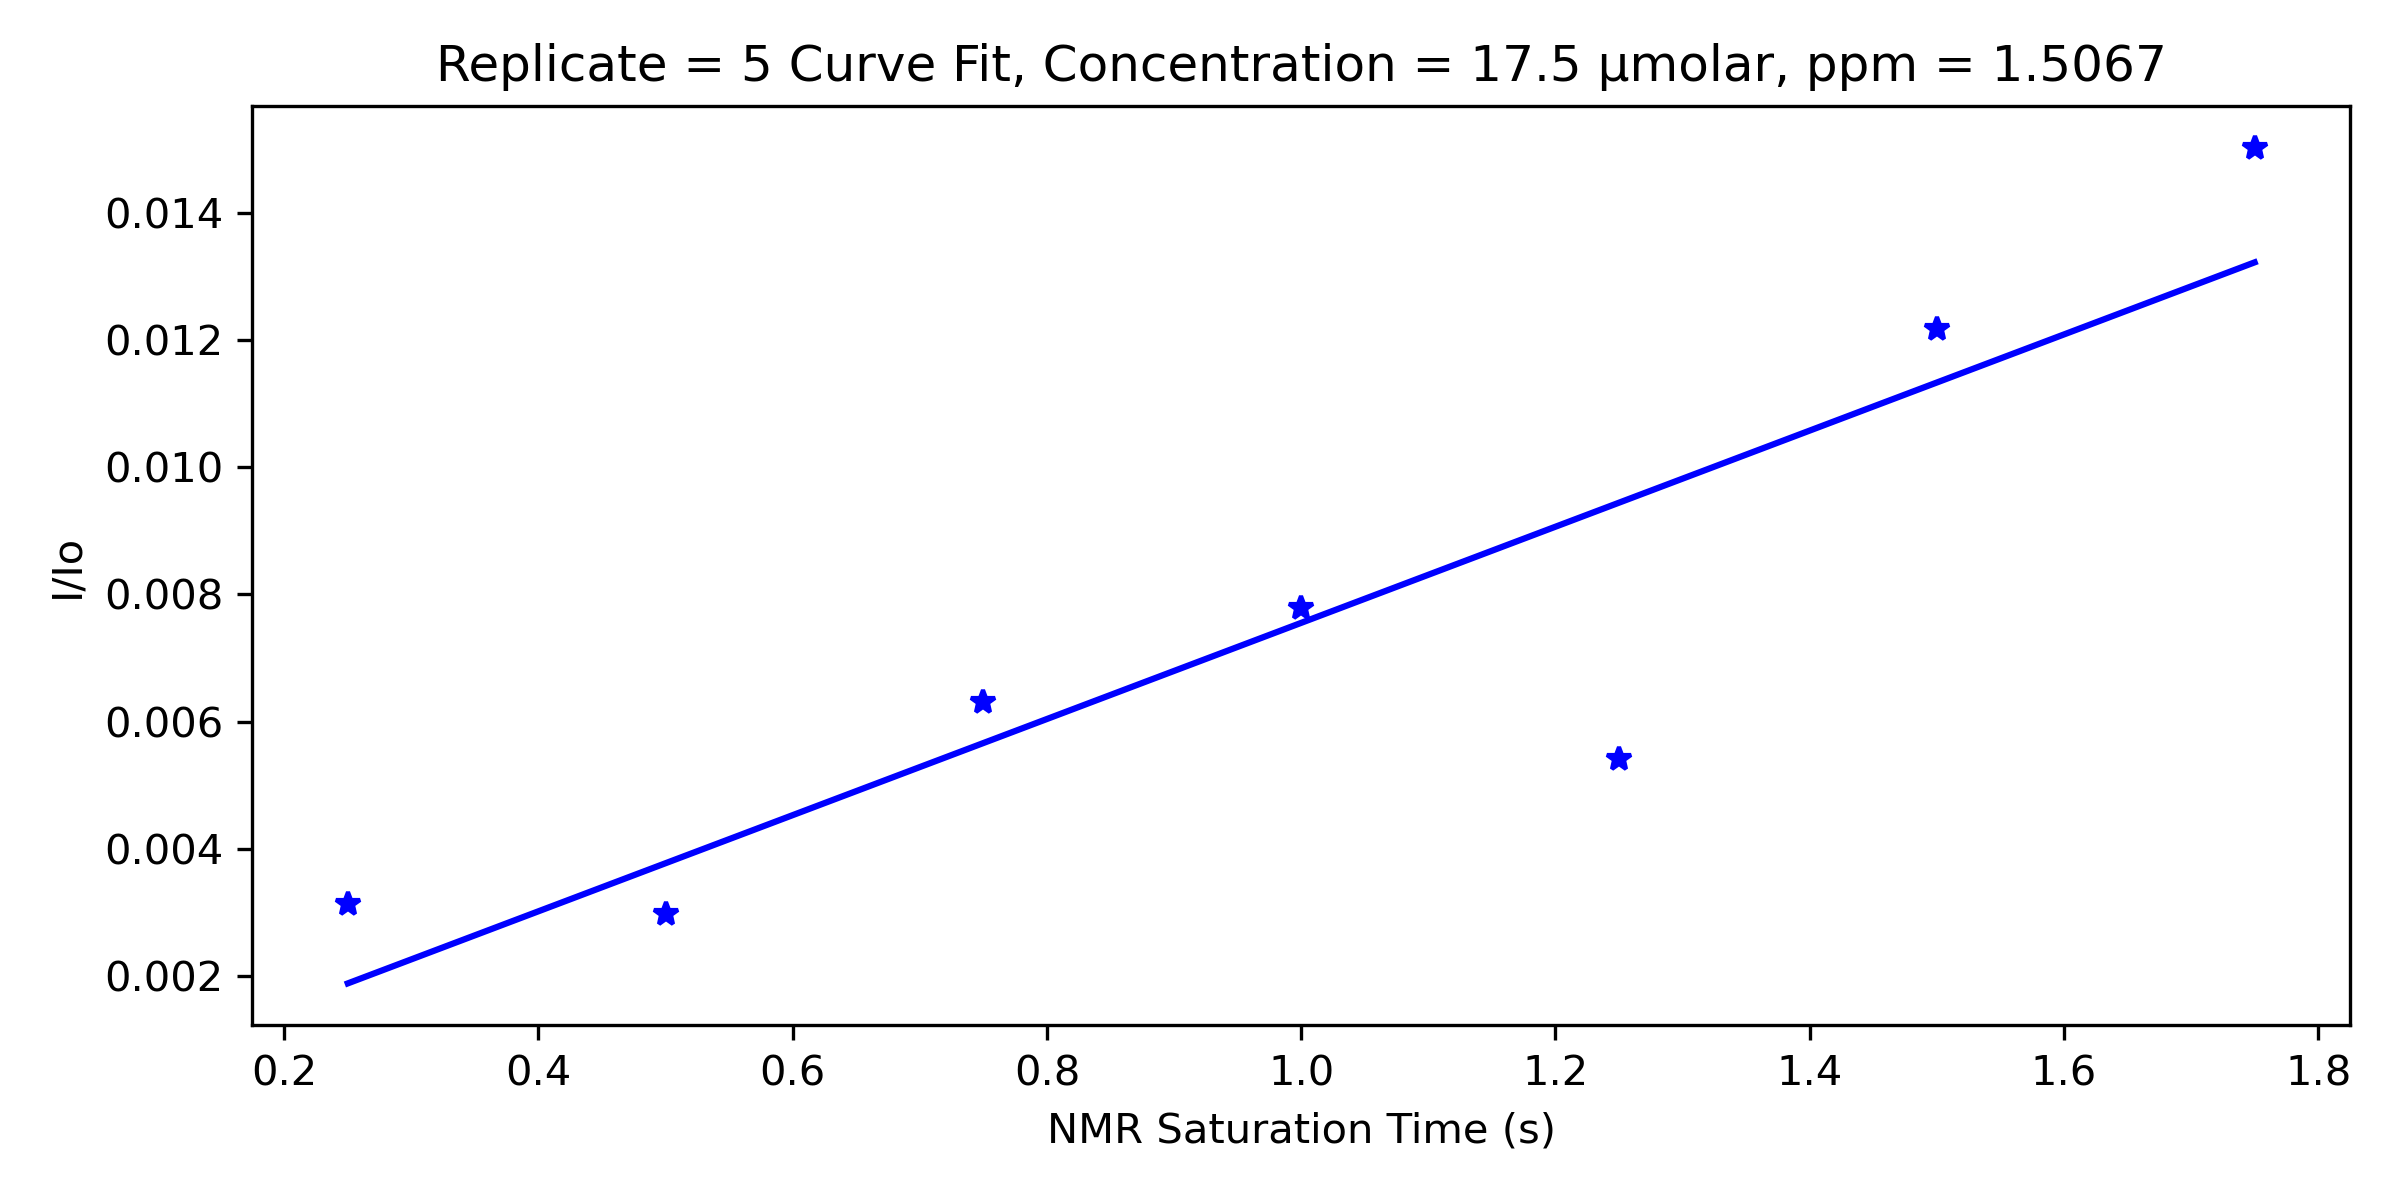 Replicate = 5 Curve Fit, Concentration = 17.5 µmolar, ppm = 1.5067
0.014
0.012
0.010
0.008
0.006
0.004
0.002
I/Io
0.2 0.4 0.6 0.8 1.0 1.2 1.4 1.6 1.8
NMR Saturation Time (s)